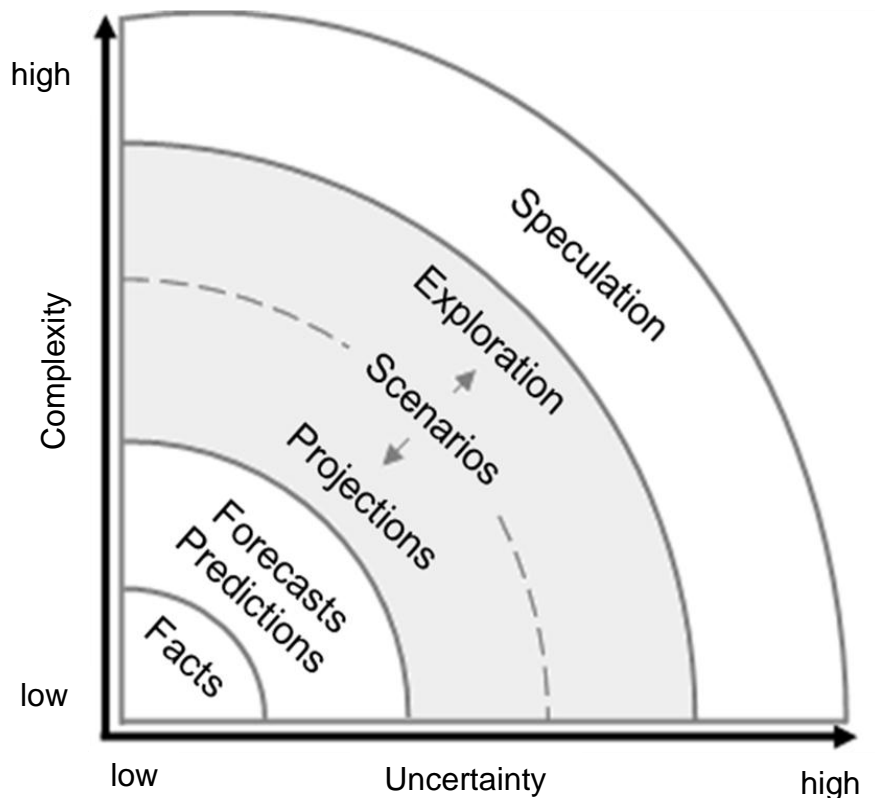 high
Speculation
Exploration
Scenarios
Projections
Complexity
Forecasts
Predictions
Facts
low
low
Uncertainty
high